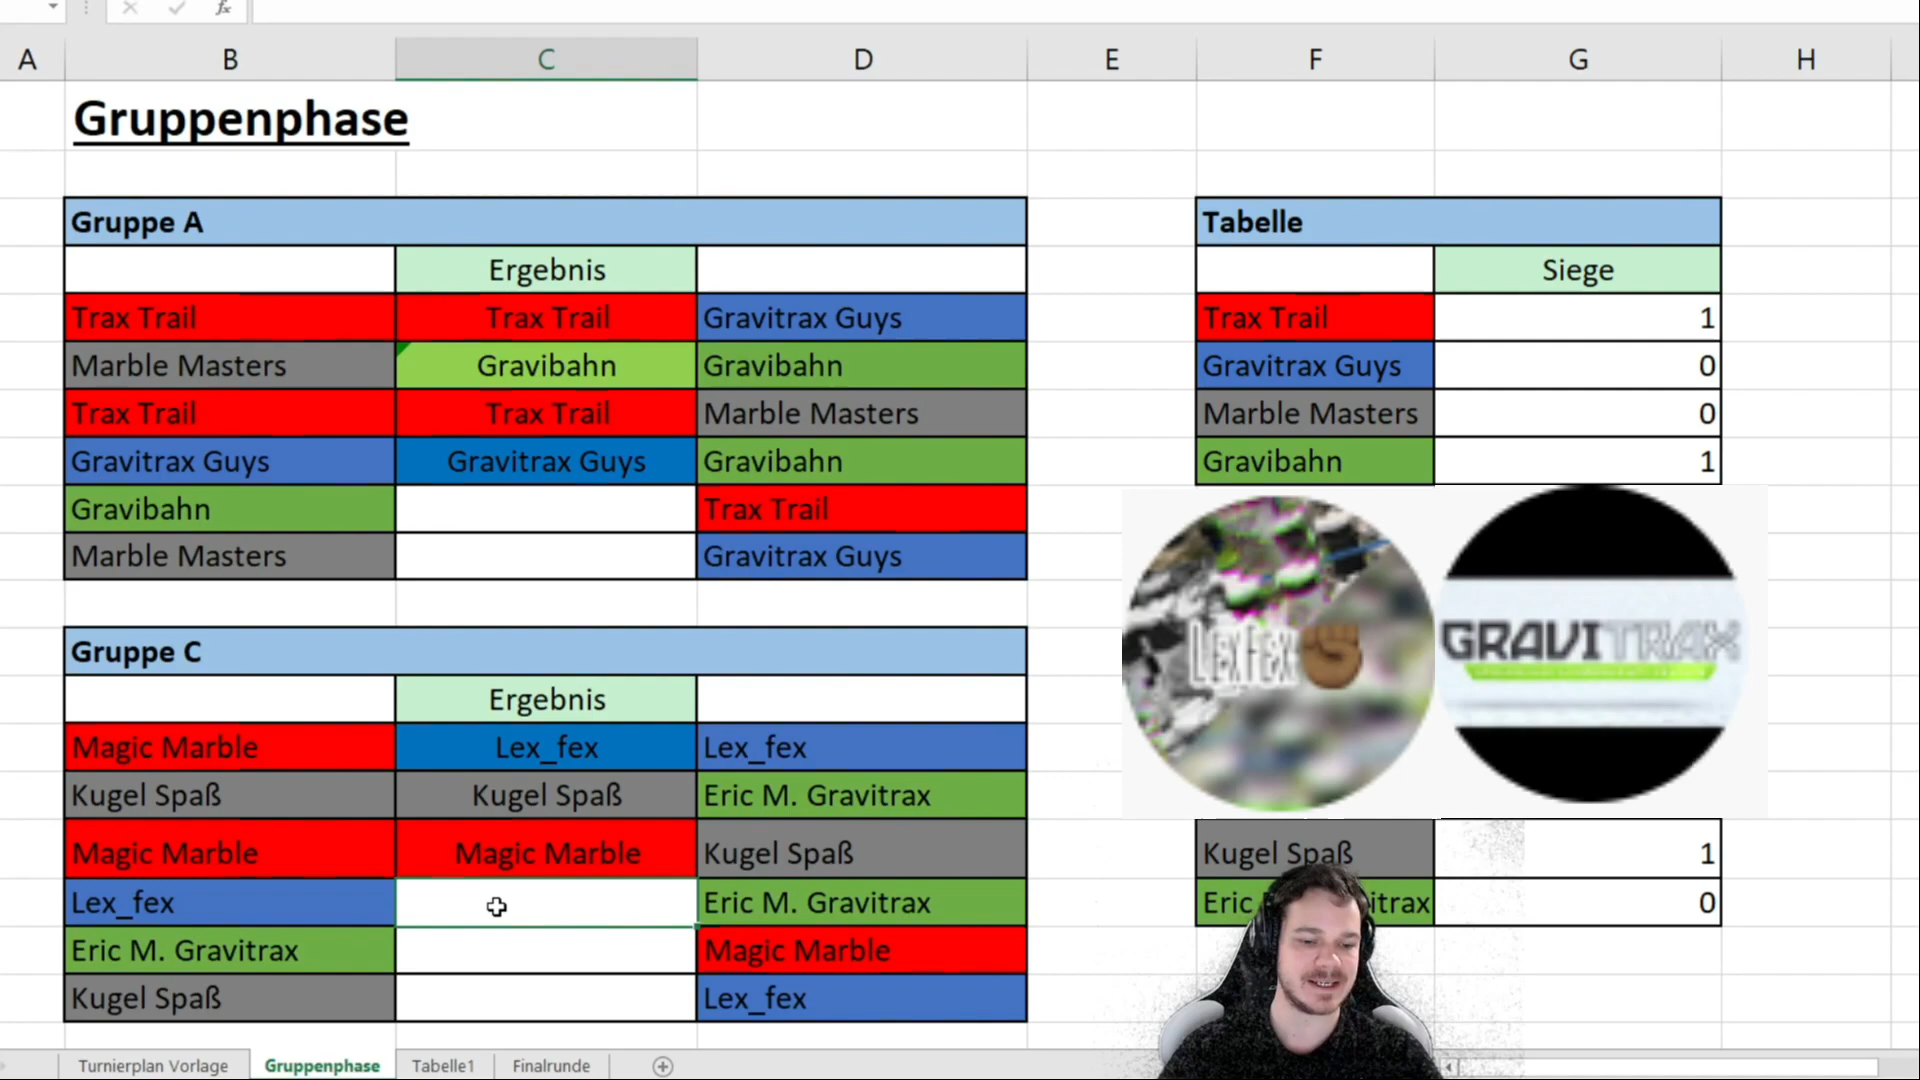 A B C D E F G H
Gruppenphase
Gruppe A
Ergebnis
Trax Trail Trax Trail Gravitrax Guys
Marble Masters Gravibahn Gravibahn
Trax Trail Trax Trail Marble Masters
Gravitrax Guys Gravitrax Guys Gravibahn
Gravibahn Trax Trail
Marble Masters Gravitrax Guys
Tabelle
Siege
Trax Trail 1
Gravitrax Guys 0
Marble Masters 0
Gravibahn 1
LexFex
GRAVITRAX
Gruppe C
Ergebnis
Magic Marble Lex_fex Lex_fex
Kugel Spaß Kugel Spaß Eric M. Gravitrax
Magic Marble Magic Marble Kugel Spaß
Lex_fex Eric M. Gravitrax
Eric M. Gravitrax Magic Marble
Kugel Spaß Lex_fex
Kugel Spaß 1
Eric itrax 0
Turnierplan Vorlage Gruppenphase Tabelle1 Finalrunde